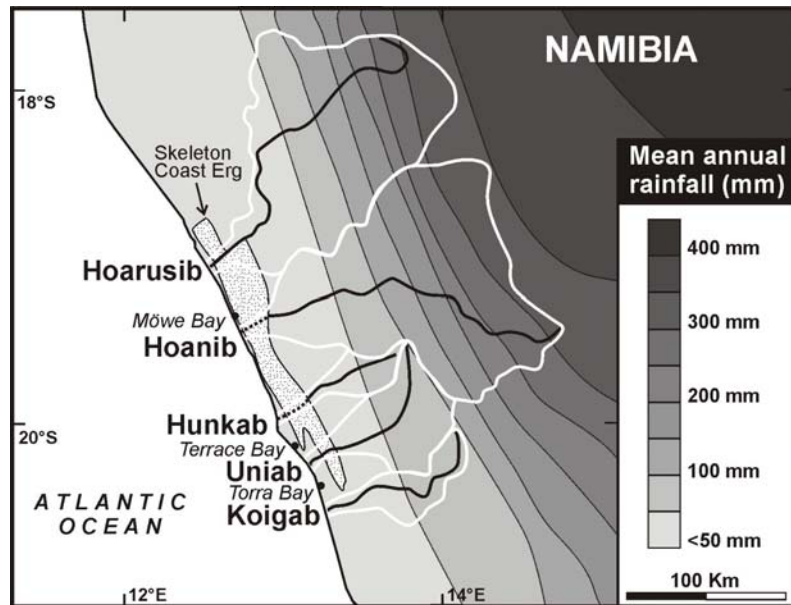 NAMIBIA
18°S
Skeleton
Coast Erg
Hoarusib
Möwe Bay
Hoanib
Hunkab
20°S
Terrace Bay
Uniab
Torra Bay
Koigab
ATLANTIC
OCEAN
12°E
14°E
Mean annual
rainfall (mm)
400 mm
300 mm
200 mm
100 mm
<50 mm
100 Km